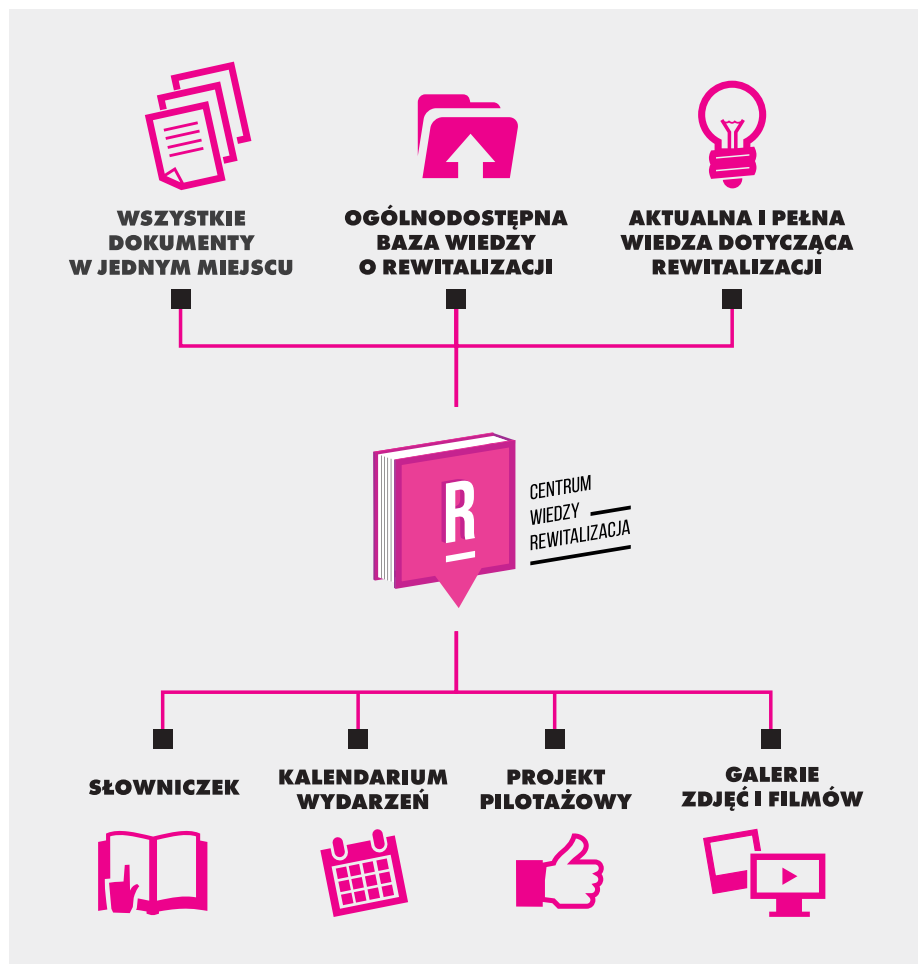 WSZYSTKIE
DOKUMENTY
W JEDNYM MIEJSCU
OGÓLNODOSTĘPNA
BAZA WIEDZY
O REWITALIZACJI
AKTUALNA I PEŁNA
WIEDZA DOTYCZĄCA
REWITALIZACJI
R
CENTRUM
WIEDZY
REWITALIZACJA
SŁOWNICZEK
KALENDARIUM
WYDARZEŃ
PROJEKT
PILOTAŻOWY
GALERIE
ZDJĘĆ I FILMÓW